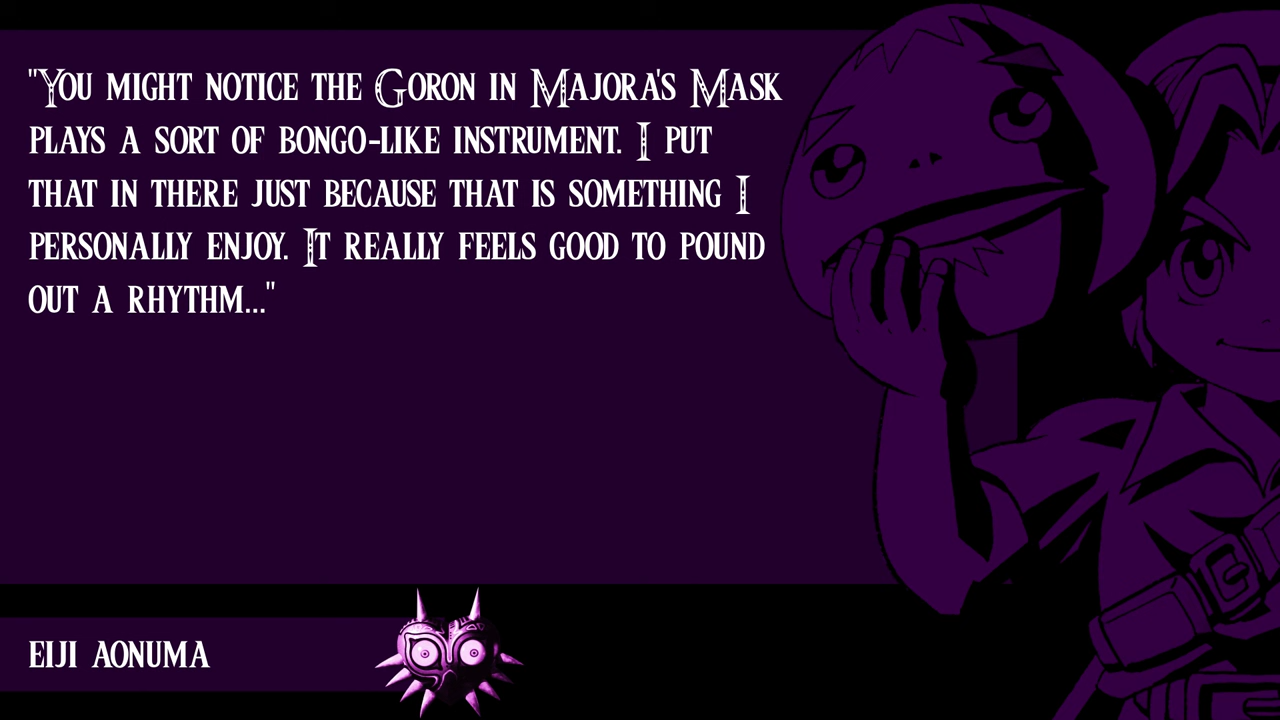 "You might notice the Goron in Majora's Mask
plays a sort of bongo-like instrument. I put
that in there just because that is something I
personally enjoy. It really feels good to pound
out a rhythm..."
Eiji Aonuma